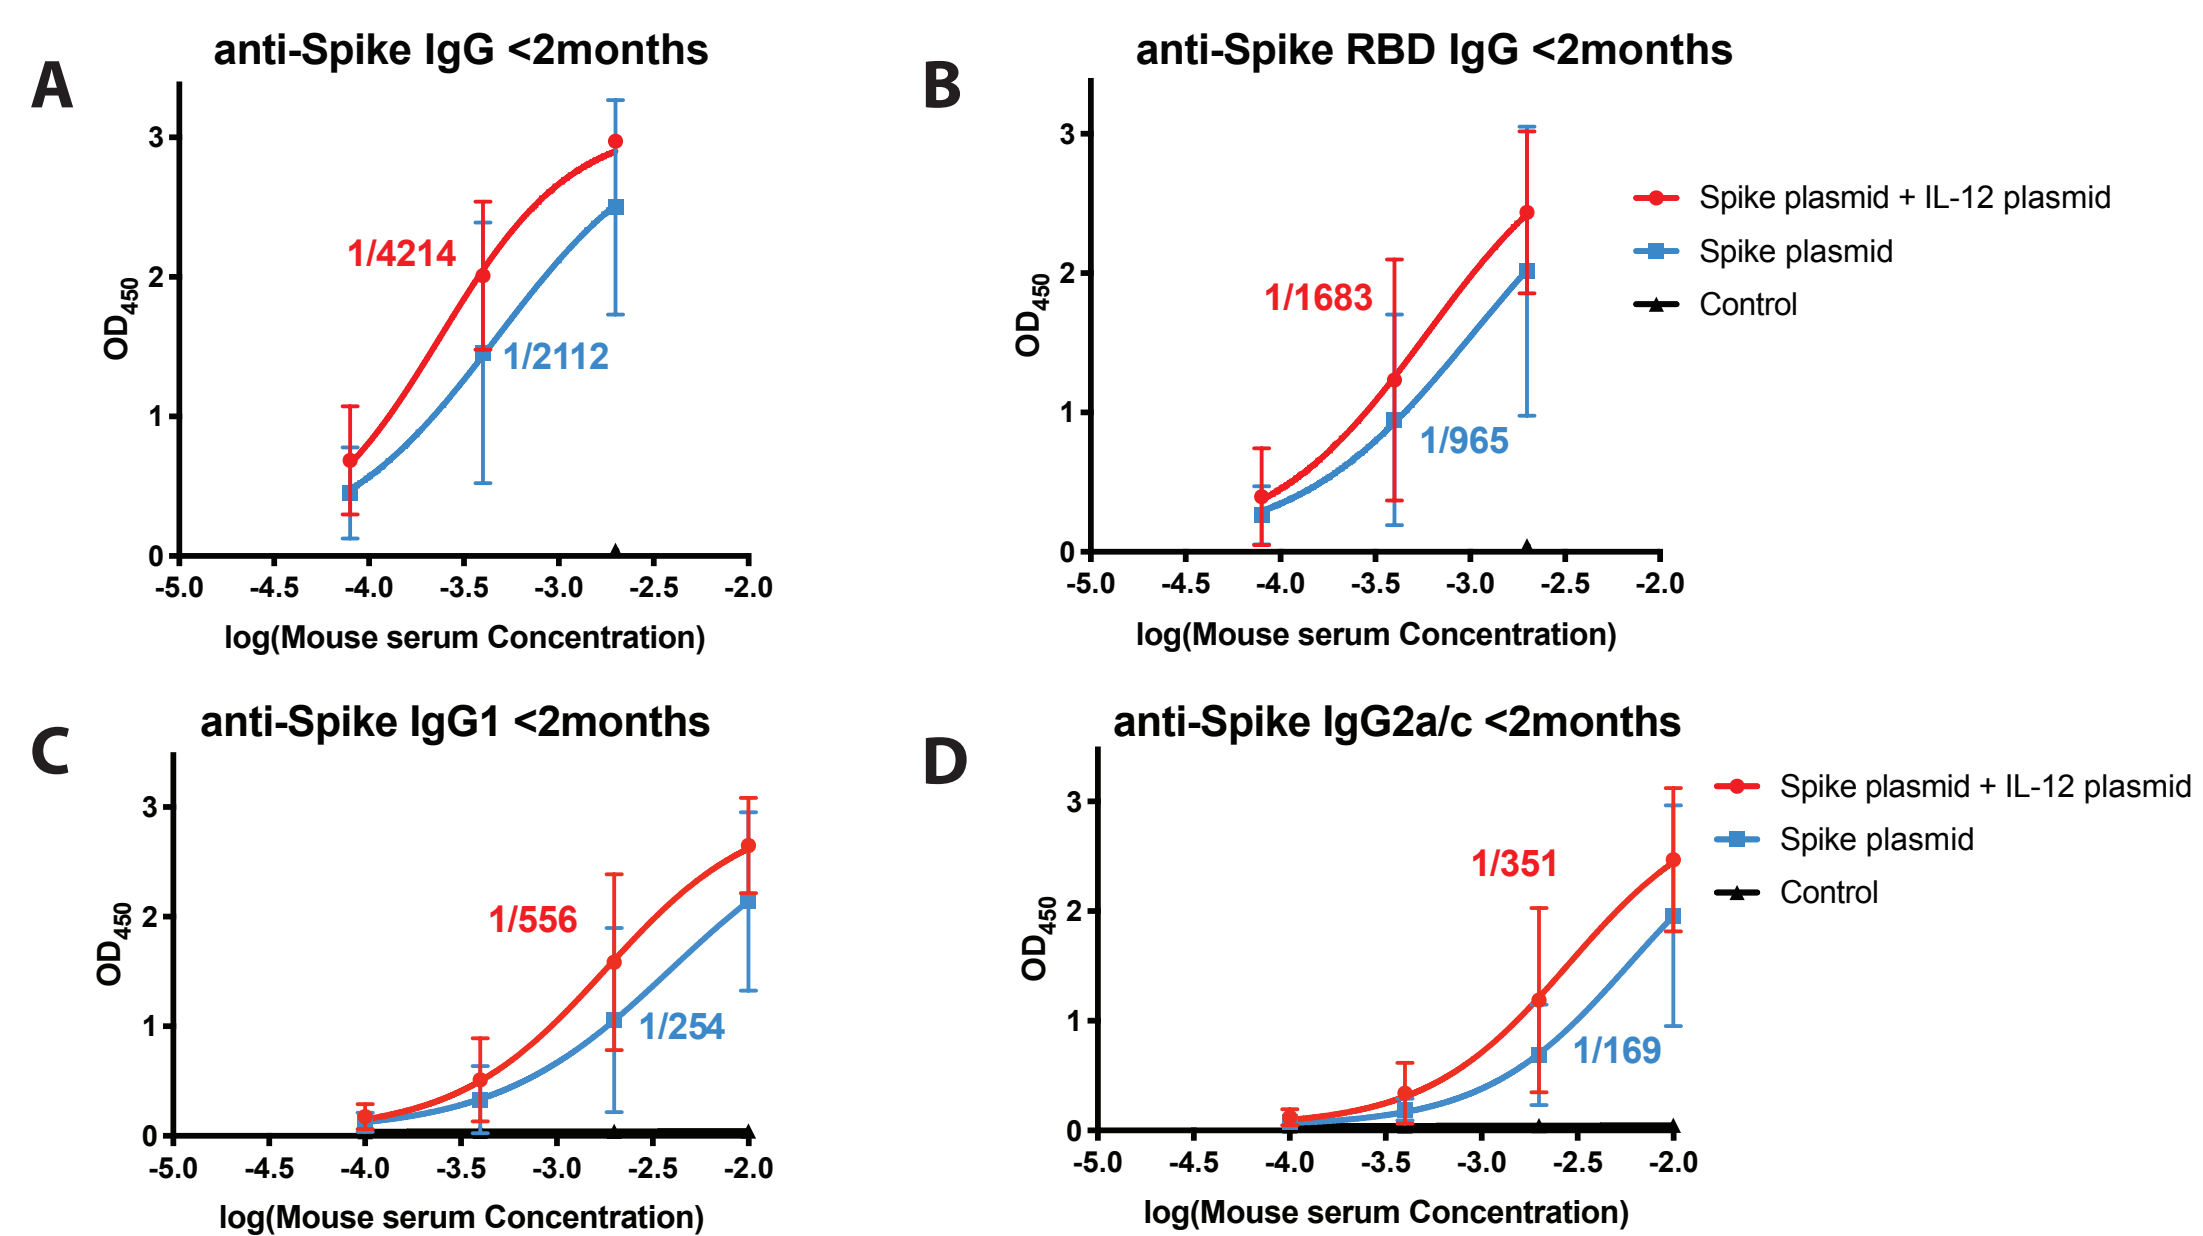 A
anti-Spike IgG <2months
OD450
3
2
1
0
1/4214
1/2112
-5.0 -4.5 -4.0 -3.5 -3.0 -2.5 -2.0
log(Mouse serum Concentration)
B
anti-Spike RBD IgG <2months
OD450
3
2
1
0
1/1683
1/965
-5.0 -4.5 -4.0 -3.5 -3.0 -2.5 -2.0
log(Mouse serum Concentration)
Spike plasmid + IL-12 plasmid
Spike plasmid
Control
C
anti-Spike IgG1 <2months
OD450
3
2
1
0
1/556
1/254
-5.0 -4.5 -4.0 -3.5 -3.0 -2.5 -2.0
log(Mouse serum Concentration)
D
anti-Spike IgG2a/c <2months
OD450
3
2
1
0
1/351
1/169
-5.0 -4.5 -4.0 -3.5 -3.0 -2.5 -2.0
log(Mouse serum Concentration)
Spike plasmid + IL-12 plasmid
Spike plasmid
Control